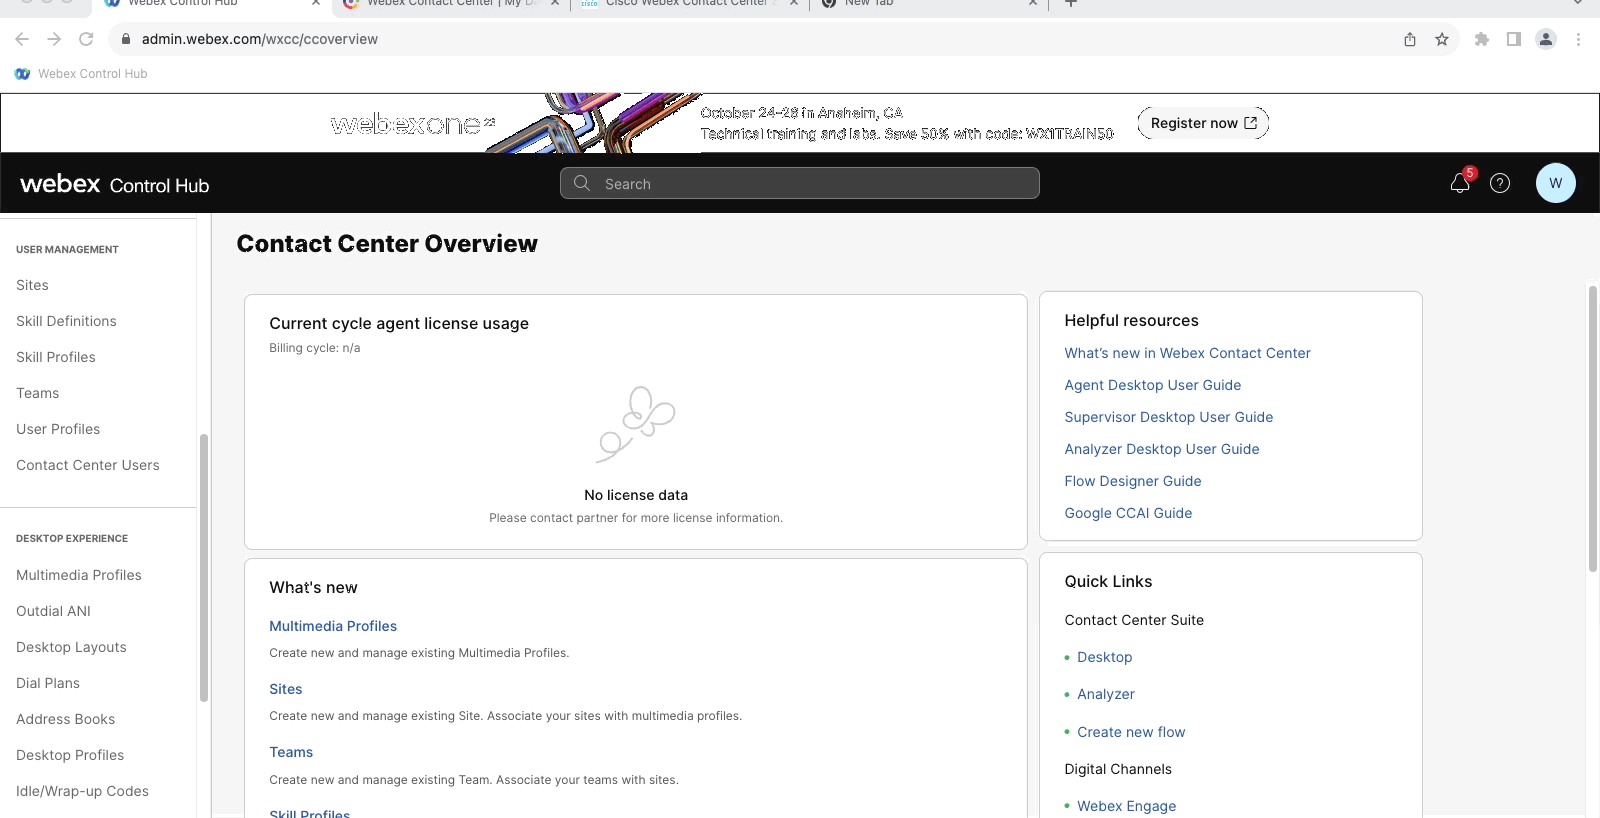 Webex Control Hub
Webex Contact Center | My Da
Cisco Webex Contact Center
New Tab
admin.webex.com/wxcc/ccoverview
Webex Control Hub
webexone
October 24-28 in Anaheim, CA
Technical training and labs. Save 50% with code: WX1TRAIN50
Register now
webex Control Hub
Search
5
W
USER MANAGEMENT
Sites
Skill Definitions
Skill Profiles
Teams
User Profiles
Contact Center Users
DESKTOP EXPERIENCE
Multimedia Profiles
Outdial ANI
Desktop Layouts
Dial Plans
Address Books
Desktop Profiles
Idle/Wrap-up Codes
Contact Center Overview
Current cycle agent license usage
Billing cycle: n/a
No license data
Please contact partner for more license information.
What's new
Multimedia Profiles
Create new and manage existing Multimedia Profiles.
Sites
Create new and manage existing Site. Associate your sites with multimedia profiles.
Teams
Create new and manage existing Team. Associate your teams with sites.
Skill Profiles
Helpful resources
What's new in Webex Contact Center
Agent Desktop User Guide
Supervisor Desktop User Guide
Analyzer Desktop User Guide
Flow Designer Guide
Google CCAI Guide
Quick Links
Contact Center Suite
• Desktop
• Analyzer
• Create new flow
Digital Channels
• Webex Engage